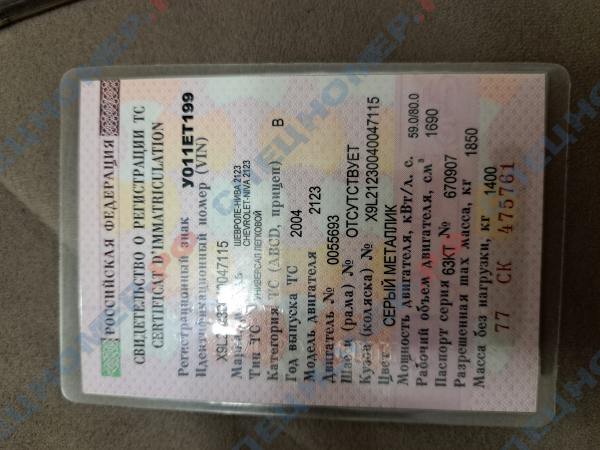 РОССИЙСКАЯ ФЕДЕРАЦИЯ
СВИДЕТЕЛЬСТВО О РЕГИСТРАЦИИ ТС
CERTIFICAT D'IMMATRICULATION
Регистрационный знак У011ЕТ199
Идентификационный номер (VIN)
ШЕВРОЛЕ-НИВА 2123
CHEVROLET-NIVA 2123
Тип ТС УНИВЕРСАЛ ЛЕГКОВОЙ
Категория ТС (ABCD, прицеп) B
Год выпуска ТС 2004
Модель двигателя 2123
Двигатель № 0055693
Шасси (рама) № ОТСУТСТВУЕТ
Кузов (коляска) № X9L21230040047115
Цвет СЕРЫЙ МЕТАЛЛИК
Мощность двигателя, кВт/л. с. 59.0/80.0
Рабочий объем двигателя, см³ 1690
Паспорт серия 63КТ № 670907
Разрешенная max масса, кг 1850
Масса без нагрузки, кг 1400
77 СК 475761
СПЕЦНОМЕР.